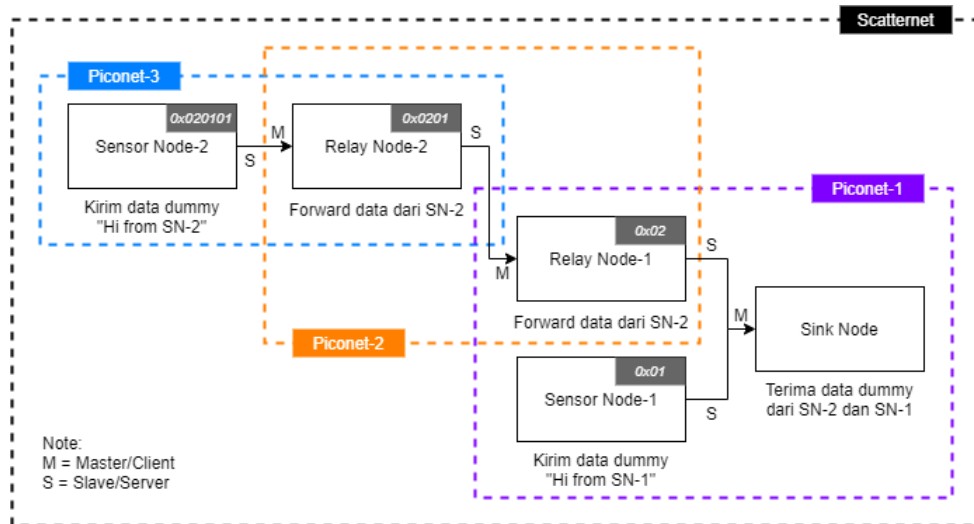 Scatternet
Piconet-3
0x020101
Sensor Node-2
S
M
0x0201
Relay Node-2
S
Kirim data dummy
"Hi from SN-2"
Forward data dari SN-2
Piconet-1
M
0x02
Relay Node-1
S
Forward data dari SN-2
Piconet-2
M
Sink Node
0x01
Sensor Node-1
S
Terima data dummy
dari SN-2 dan SN-1
Kirim data dummy
"Hi from SN-1"
Note:
M = Master/Client
S = Slave/Server